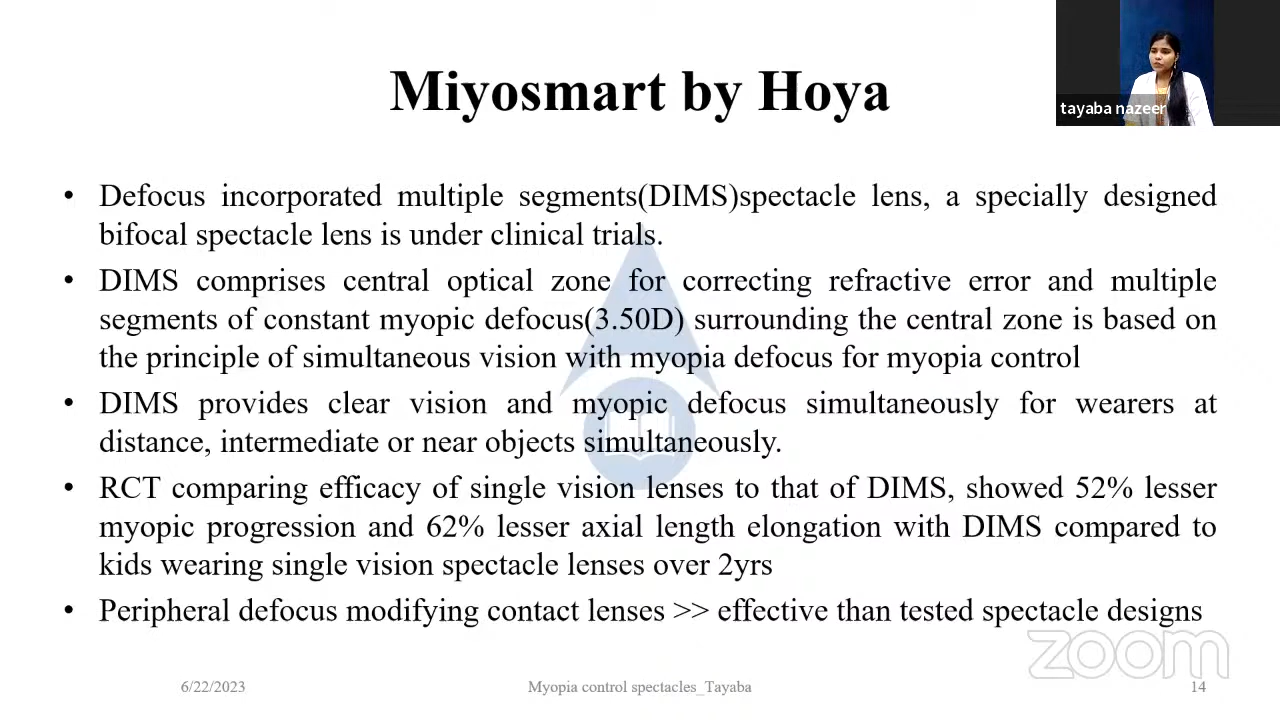 Miyosmart by Hoya
tayaba nazeer
• Defocus incorporated multiple segments(DIMS)spectacle lens, a specially designed
bifocal spectacle lens is under clinical trials.
• DIMS comprises central optical zone for correcting refractive error and multiple
segments of constant myopic defocus(3.50D) surrounding the central zone is based on
the principle of simultaneous vision with myopia defocus for myopia control
• DIMS provides clear vision and myopic defocus simultaneously for wearers at
distance, intermediate or near objects simultaneously.
• RCT comparing efficacy of single vision lenses to that of DIMS, showed 52% lesser
myopic progression and 62% lesser axial length elongation with DIMS compared to
kids wearing single vision spectacle lenses over 2yrs
• Peripheral defocus modifying contact lenses >> effective than tested spectacle designs
zoom
6/22/2023
Myopia control spectacles_Tayaba
14